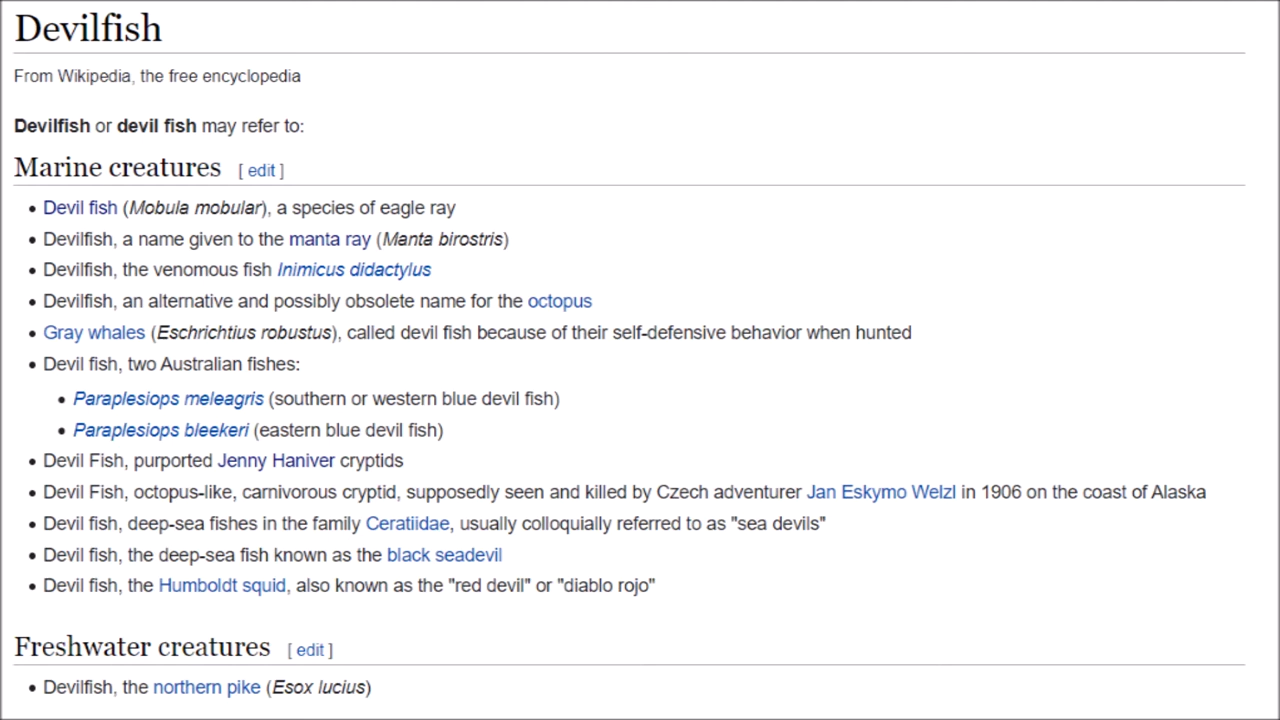 Devilfish
From Wikipedia, the free encyclopedia
Devilfish or devil fish may refer to:
Marine creatures [ edit ]
• Devil fish (Mobula mobular), a species of eagle ray
• Devilfish, a name given to the manta ray (Manta birostris)
• Devilfish, the venomous fish Inimicus didactylus
• Devilfish, an alternative and possibly obsolete name for the octopus
• Gray whales (Eschrichtius robustus), called devil fish because of their self-defensive behavior when hunted
• Devil fish, two Australian fishes:
• Paraplesiops meleagris (southern or western blue devil fish)
• Paraplesiops bleekeri (eastern blue devil fish)
• Devil Fish, purported Jenny Haniver cryptids
• Devil Fish, octopus-like, carnivorous cryptid, supposedly seen and killed by Czech adventurer Jan Eskymo Welzl in 1906 on the coast of Alaska
• Devil fish, deep-sea fishes in the family Ceratiidae, usually colloquially referred to as "sea devils"
• Devil fish, the deep-sea fish known as the black seadevil
• Devil fish, the Humboldt squid, also known as the "red devil" or "diablo rojo"
Freshwater creatures [ edit ]
• Devilfish, the northern pike (Esox lucius)